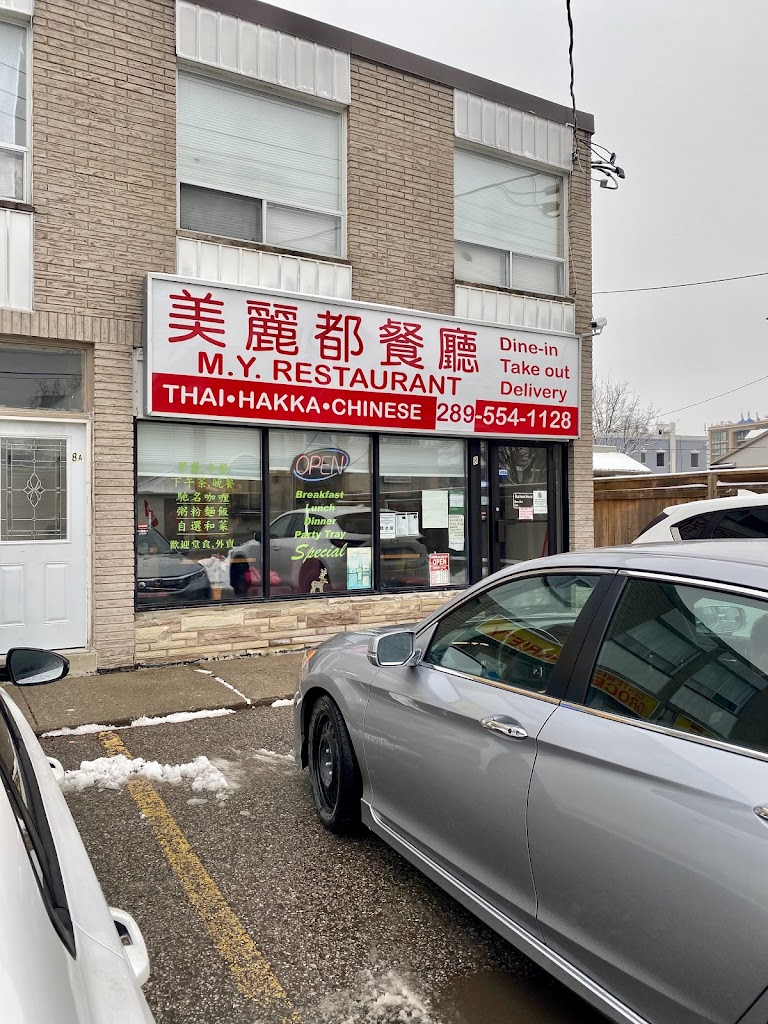 美麗都餐廳
M.Y. RESTAURANT
THAI•HAKKA•CHINESE
289-554-1128
Dine-in
Take out
Delivery
8A
下午茶.晚餐
馳名咖喱
粥粉麵飯
自選和菜
歡迎堂食.外賣
OPEN
Breakfast
Lunch
Dinner
Party Tray
Special
OPEN